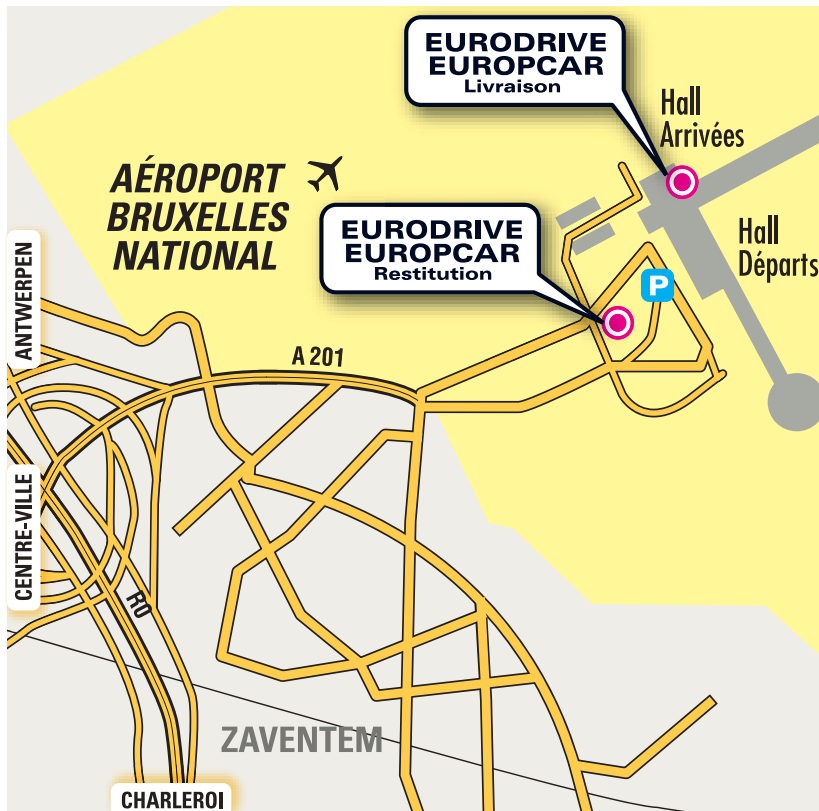 EURODRIVE
EUROPCAR
Livraison
Hall
Arrivées
AÉROPORT
BRUXELLES
NATIONAL
EURODRIVE
EUROPCAR
Restitution
Hall
Départs
P
ANTWERPEN
A 201
CENTRE-VILLE
R0
ZAVENTEM
CHARLEROI